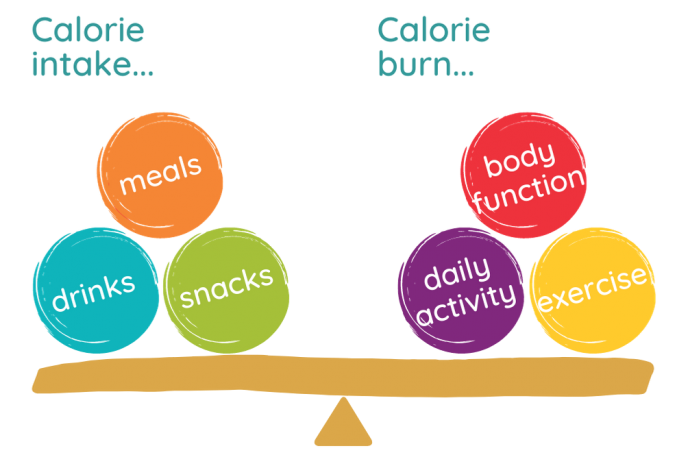 Calorie
intake...
Calorie
burn...
meals
drinks
snacks
body
function
daily
activity
exercise